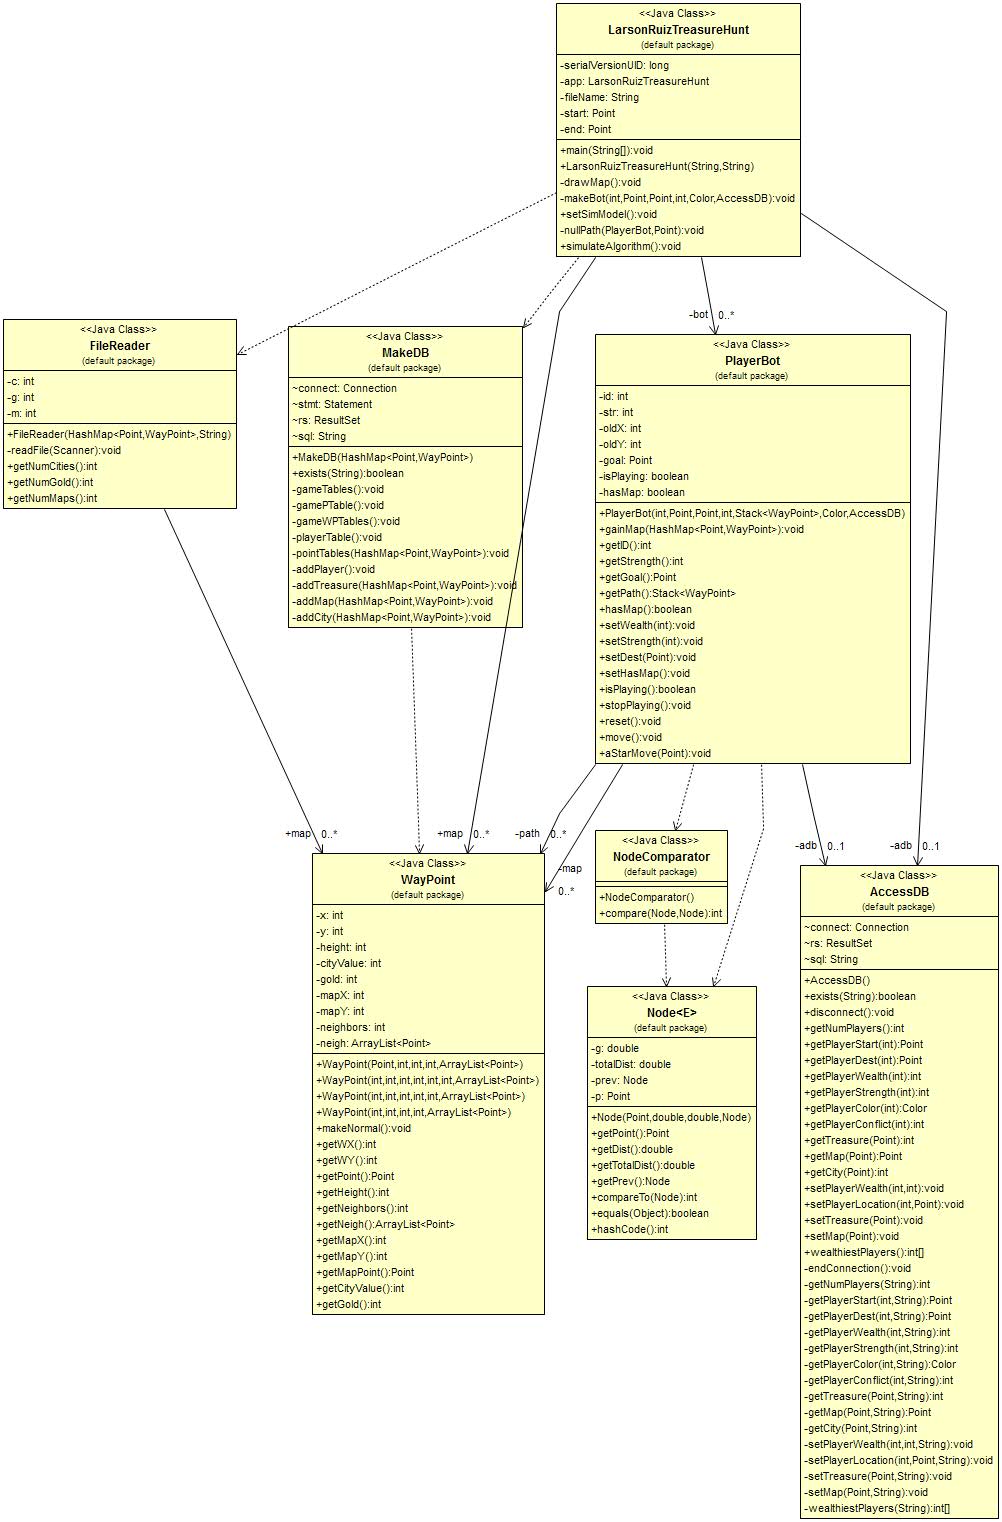 <<Java Class>>
LarsonRuizTreasureHunt
(default package)
-serialVersionUID: long
-app: LarsonRuizTreasureHunt
-fileName: String
-start: Point
-end: Point
+main(String[]):void
+LarsonRuizTreasureHunt(String,String)
-drawMap():void
-makeBot(int,Point,Point,int,Color,AccessDB):void
+setSimModel():void
-nullPath(PlayerBot,Point):void
+simulateAlgorithm():void
-bot 0..*
<<Java Class>>
FileReader
(default package)
-c: int
-g: int
-m: int
+FileReader(HashMap<Point,WayPoint>,String)
-readFile(Scanner):void
+getNumCities():int
+getNumGold():int
+getNumMaps():int
<<Java Class>>
MakeDB
(default package)
~connect: Connection
~stmt: Statement
~rs: ResultSet
~sql: String
+MakeDB(HashMap<Point,WayPoint>)
+exists(String):boolean
-gameTables():void
-gamePTable():void
-gameWPTables():void
-playerTable():void
-pointTables(HashMap<Point,WayPoint>):void
-addPlayer():void
-addTreasure(HashMap<Point,WayPoint>):void
-addMap(HashMap<Point,WayPoint>):void
-addCity(HashMap<Point,WayPoint>):void
<<Java Class>>
PlayerBot
(default package)
-id: int
-str: int
-oldX: int
-oldY: int
-goal: Point
-isPlaying: boolean
-hasMap: boolean
+PlayerBot(int,Point,Point,int,Stack<WayPoint>,Color,AccessDB)
+gainMap(HashMap<Point,WayPoint>):void
+getID():int
+getStrength():int
+getGoal():Point
+getPath():Stack<WayPoint>
+hasMap():boolean
+setWealth(int):void
+setStrength(int):void
+setDest(Point):void
+setHasMap():void
+isPlaying():boolean
+stopPlaying():void
+reset():void
+move():void
+aStarMove(Point):void
+map 0..*
+map 0..*
-path 0..*
-map
0..*
-adb 0..1
-adb 0..1
<<Java Class>>
WayPoint
(default package)
-x: int
-y: int
-height: int
-cityValue: int
-gold: int
-mapX: int
-mapY: int
-neighbors: int
-neigh: ArrayList<Point>
+WayPoint(Point,int,int,int,ArrayList<Point>)
+WayPoint(int,int,int,int,int,int,ArrayList<Point>)
+WayPoint(int,int,int,int,int,ArrayList<Point>)
+WayPoint(int,int,int,int,ArrayList<Point>)
+makeNormal():void
+getWX():int
+getWY():int
+getPoint():Point
+getHeight():int
+getNeighbors():int
+getNeigh():ArrayList<Point>
+getMapX():int
+getMapY():int
+getMapPoint():Point
+getCityValue():int
+getGold():int
<<Java Class>>
NodeComparator
(default package)
+NodeComparator()
+compare(Node,Node):int
<<Java Class>>
Node<E>
(default package)
-g: double
-totalDist: double
-prev: Node
-p: Point
+Node(Point,double,double,Node)
+getPoint():Point
+getDist():double
+getTotalDist():double
+getPrev():Node
+compareTo(Node):int
+equals(Object):boolean
+hashCode():int
<<Java Class>>
AccessDB
(default package)
~connect: Connection
~rs: ResultSet
~sql: String
+AccessDB()
+exists(String):boolean
+disconnect():void
+getNumPlayers():int
+getPlayerStart(int):Point
+getPlayerDest(int):Point
+getPlayerWealth(int):int
+getPlayerStrength(int):int
+getPlayerColor(int):Color
+getPlayerConflict(int):int
+getTreasure(Point):int
+getMap(Point):Point
+getCity(Point):int
+setPlayerWealth(int,int):void
+setPlayerLocation(int,Point):void
+setTreasure(Point):void
+setMap(Point):void
+wealthiestPlayers():int[]
-endConnection():void
-getNumPlayers(String):int
-getPlayerStart(int,String):Point
-getPlayerDest(int,String):Point
-getPlayerWealth(int,String):int
-getPlayerStrength(int,String):int
-getPlayerColor(int,String):Color
-getPlayerConflict(int,String):int
-getTreasure(Point,String):int
-getMap(Point,String):Point
-getCity(Point,String):int
-setPlayerWealth(int,int,String):void
-setPlayerLocation(int,Point,String):void
-setTreasure(Point,String):void
-setMap(Point,String):void
-wealthiestPlayers(String):int[]